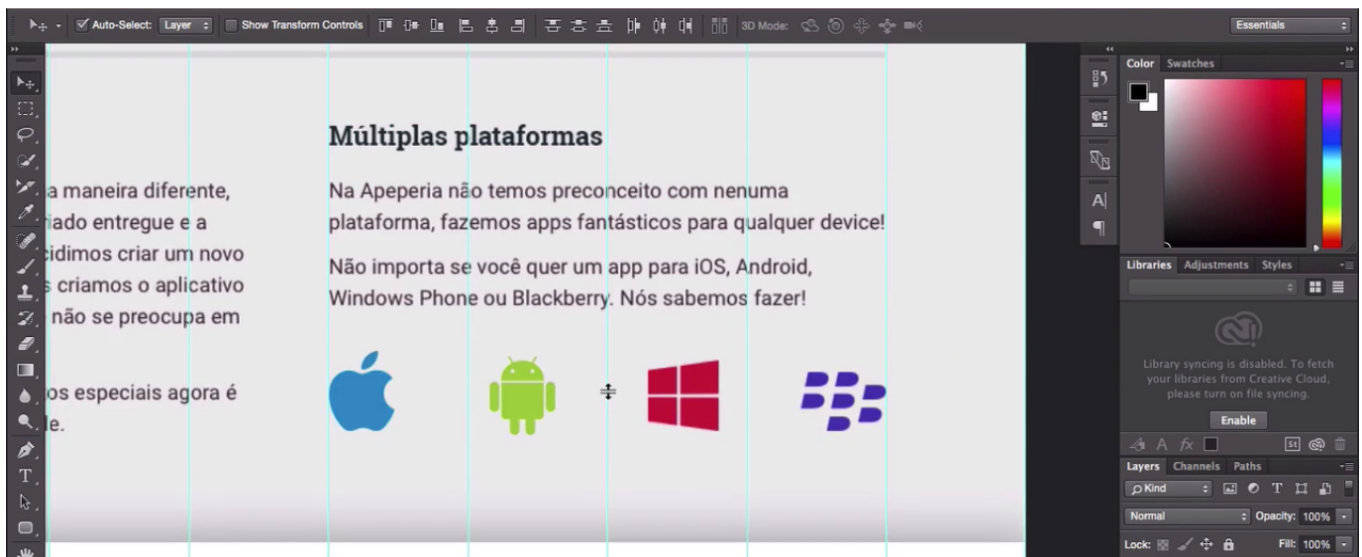 Auto-Select: Layer Show Transform Controls 3D Mode: Essentials
Color Swatches
Múltiplas plataformas
a maneira diferente,
iado entregue e a
cidimos criar um novo
s criamos o aplicativo
não se preocupa em
os especiais agora é
le.
Na Apeperia não temos preconceito com nenuma
plataforma, fazemos apps fantásticos para qualquer device!
Não importa se você quer um app para iOS, Android,
Windows Phone ou Blackberry. Nós sabemos fazer!
A
T
Libraries Adjustments Styles
Library syncing is disabled. To fetch
your libraries from Creative Cloud,
please turn on file syncing.
Enable
A fx St
Layers Channels Paths
Kind T
Normal Opacity: 100%
Lock: Fill: 100%